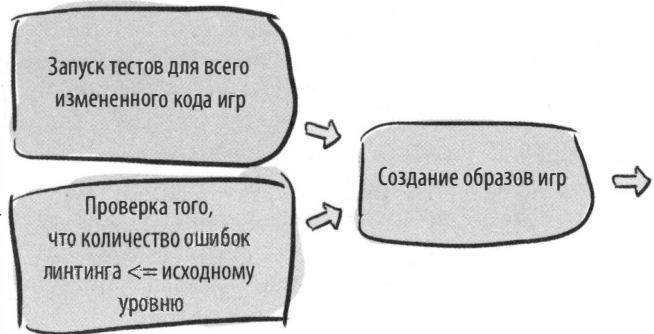 Запуск тестов для всего
измененного кода игр
Создание образов игр
Проверка того,
что количество ошибок
линтинга <= исходному
уровню